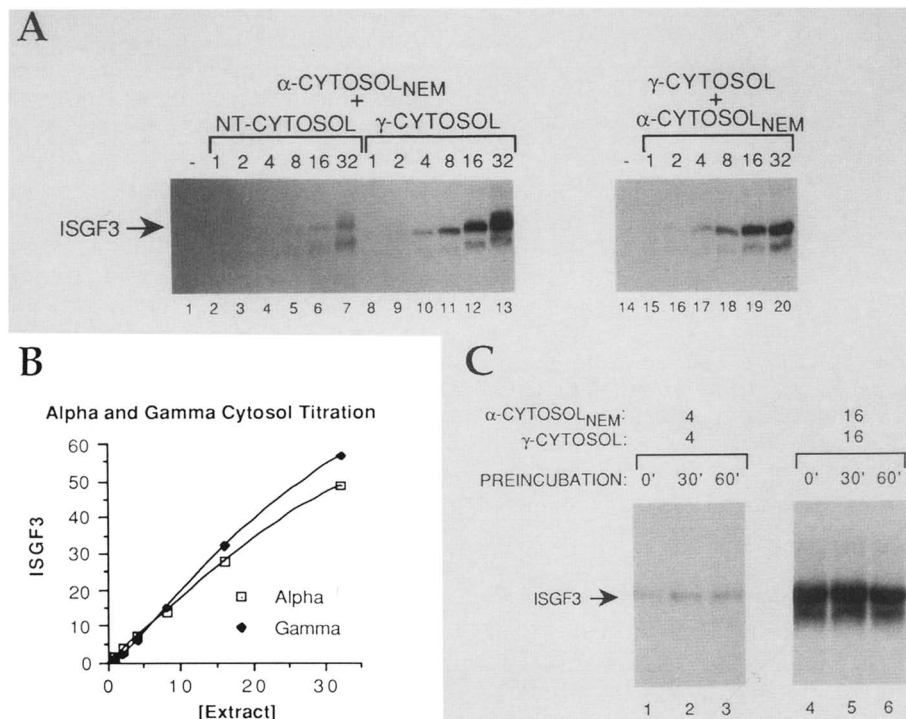 A
α-CYTOSOL_NEM
+
NT-CYTOSOL γ-CYTOSOL
- 1 2 4 8 16 32 1 2 4 8 16 32
ISGF3
1 2 3 4 5 6 7 8 9 10 11 12 13
γ-CYTOSOL
+
α-CYTOSOL_NEM
- 1 2 4 8 16 32
14 15 16 17 18 19 20
B
Alpha and Gamma Cytosol Titration
ISGF3
60
50
40
30
20
10
0
Alpha
Gamma
0 10 20 30
[Extract]
C
α-CYTOSOL_NEM: 4 16
γ-CYTOSOL: 4 16
PREINCUBATION: 0' 30' 60' 0' 30' 60'
ISGF3
1 2 3 4 5 6